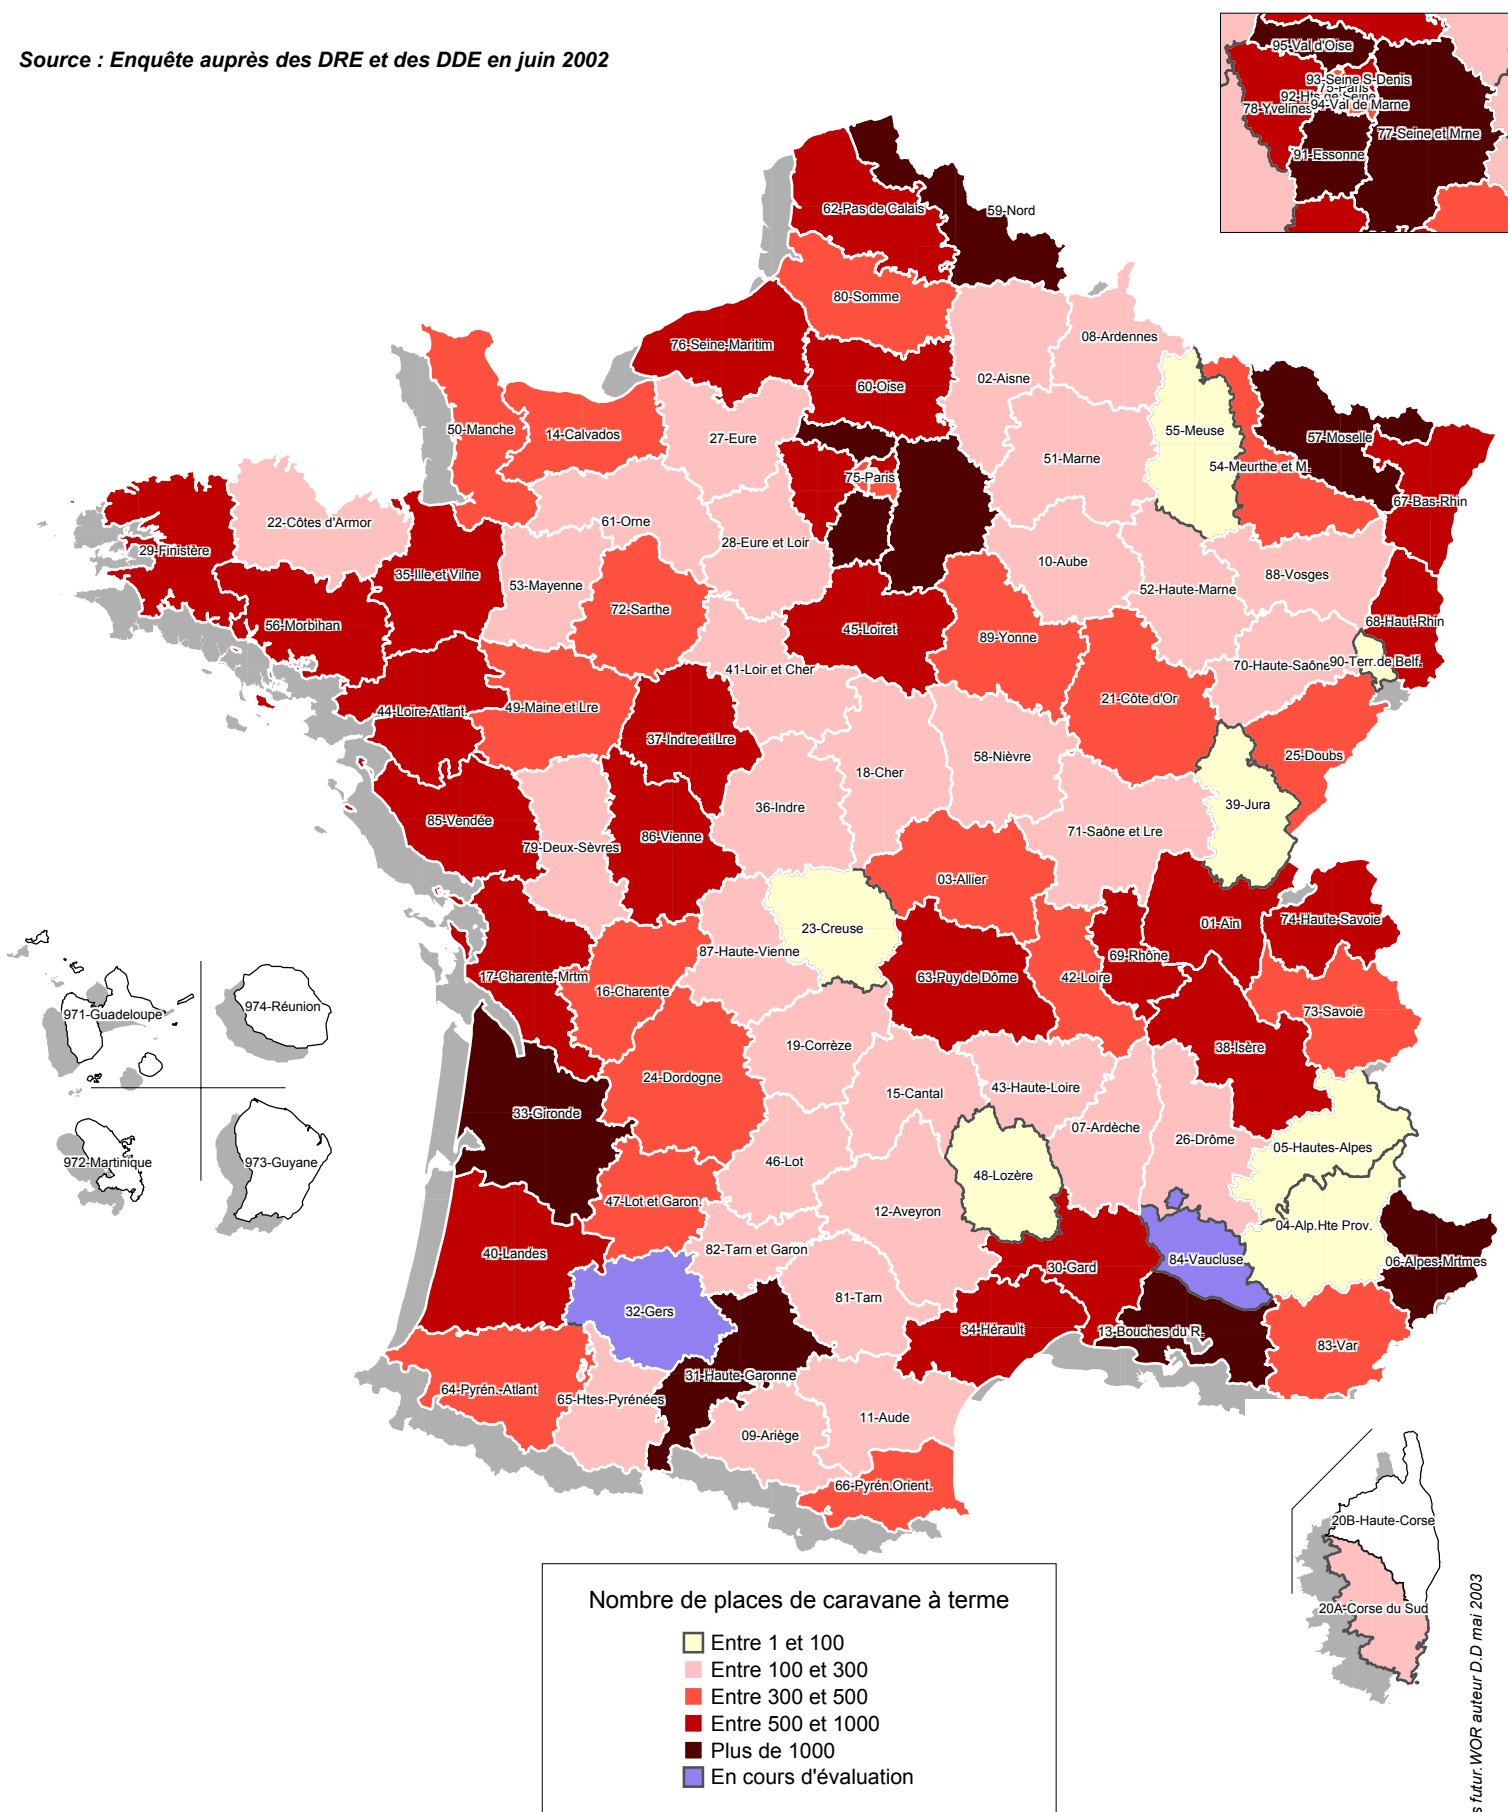 Source : Enquête auprès des DRE et des DDE en juin 2002
95-Val d'Oise
93-Seine S-Denis
75-Paris
92-Hts de Seine
78-Yvelines
94-Val de Marne
77-Seine et Mrne
91-Essonne
62-Pas de Calais
59-Nord
80-Somme
76-Seine-Maritim
08-Ardennes
02-Aisne
60-Oise
50-Manche
14-Calvados
27-Eure
55-Meuse
57-Moselle
51-Marne
54-Meurthe et M.
75-Paris
67-Bas-Rhin
22-Côtes d'Armor
61-Orne
28-Eure et Loir
29-Finistère
35-Ille et Vilne
53-Mayenne
10-Aube
88-Vosges
52-Haute-Marne
72-Sarthe
56-Morbihan
45-Loiret
89-Yonne
68-Haut-Rhin
41-Loir et Cher
70-Haute-Saône
90-Terr.de Belf.
44-Loire-Atlant.
49-Maine et Lre
21-Côte d'Or
37-Indre et Lre
58-Nièvre
25-Doubs
18-Cher
36-Indre
39-Jura
85-Vendée
86-Vienne
71-Saône et Lre
79-Deux-Sèvres
03-Allier
23-Creuse
01-Ain
74-Haute-Savoie
87-Haute-Vienne
69-Rhône
17-Charente-Mrtm
63-Puy de Dôme
42-Loire
16-Charente
974-Réunion
971-Guadeloupe
73-Savoie
19-Corrèze
38-Isère
24-Dordogne
43-Haute-Loire
15-Cantal
33-Gironde
07-Ardèche
26-Drôme
05-Hautes-Alpes
46-Lot
972-Martinique
973-Guyane
48-Lozère
47-Lot et Garon.
12-Aveyron
04-Alp.Hte Prov.
82-Tarn et Garon
40-Landes
84-Vaucluse
06-Alpes-Mrtmes
30-Gard
81-Tarn
32-Gers
34-Hérault
13-Bouches du R.
83-Var
31-Haute-Garonne
64-Pyrén.-Atlant
65-Htes-Pyrénées
11-Aude
09-Ariège
66-Pyrén.Orient.
20B-Haute-Corse
20A-Corse du Sud
Nombre de places de caravane à terme
Entre 1 et 100
Entre 100 et 300
Entre 300 et 500
Entre 500 et 1000
Plus de 1000
En cours d'évaluation
s futur.WOR auteur D.D mai 2003